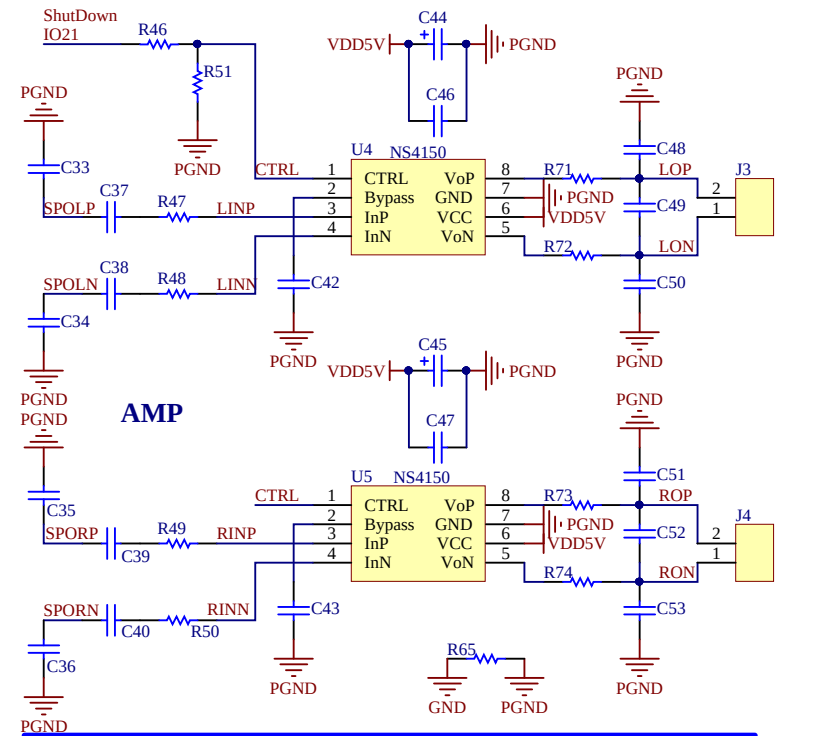 ShutDown
IO21
R46
R51
PGND
C44
+
VDD5V
PGND
C46
PGND
PGND
C33
C37
R47
SPOLP
LINP
CTRL
U4
NS4150
1
2
3
4
CTRL
Bypass
InP
InN
VoP
GND
VCC
VoN
8
7
6
5
R71
PGND
VDD5V
R72
C48
LOP
C49
LON
C50
PGND
J3
2
1
C38
R48
SPOLN
LINN
C42
C34
PGND
PGND
PGND
AMP
C45
+
VDD5V
PGND
C47
PGND
C35
SPORP
C39
R49
RINP
CTRL
U5
NS4150
1
2
3
4
CTRL
Bypass
InP
InN
VoP
GND
VCC
VoN
8
7
6
5
R73
PGND
VDD5V
R74
C51
ROP
C52
RON
C53
PGND
J4
2
1
SPORN
C40
R50
RINN
C43
C36
PGND
PGND
R65
GND
PGND